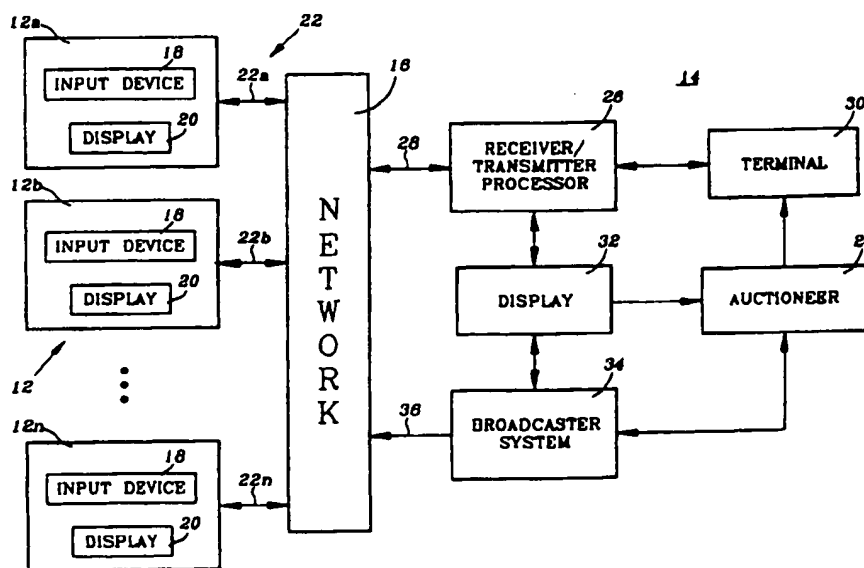 12a
18
INPUT DEVICE
20
DISPLAY
22
22a
12b
18
INPUT DEVICE
20
DISPLAY
22b
12
12n
18
INPUT DEVICE
20
DISPLAY
22n
16
NETWORK
14
28
26
RECEIVER/
TRANSMITTER
PROCESSOR
30
TERMINAL
32
DISPLAY
2
AUCTIONEER
34
BROADCASTER
SYSTEM
36